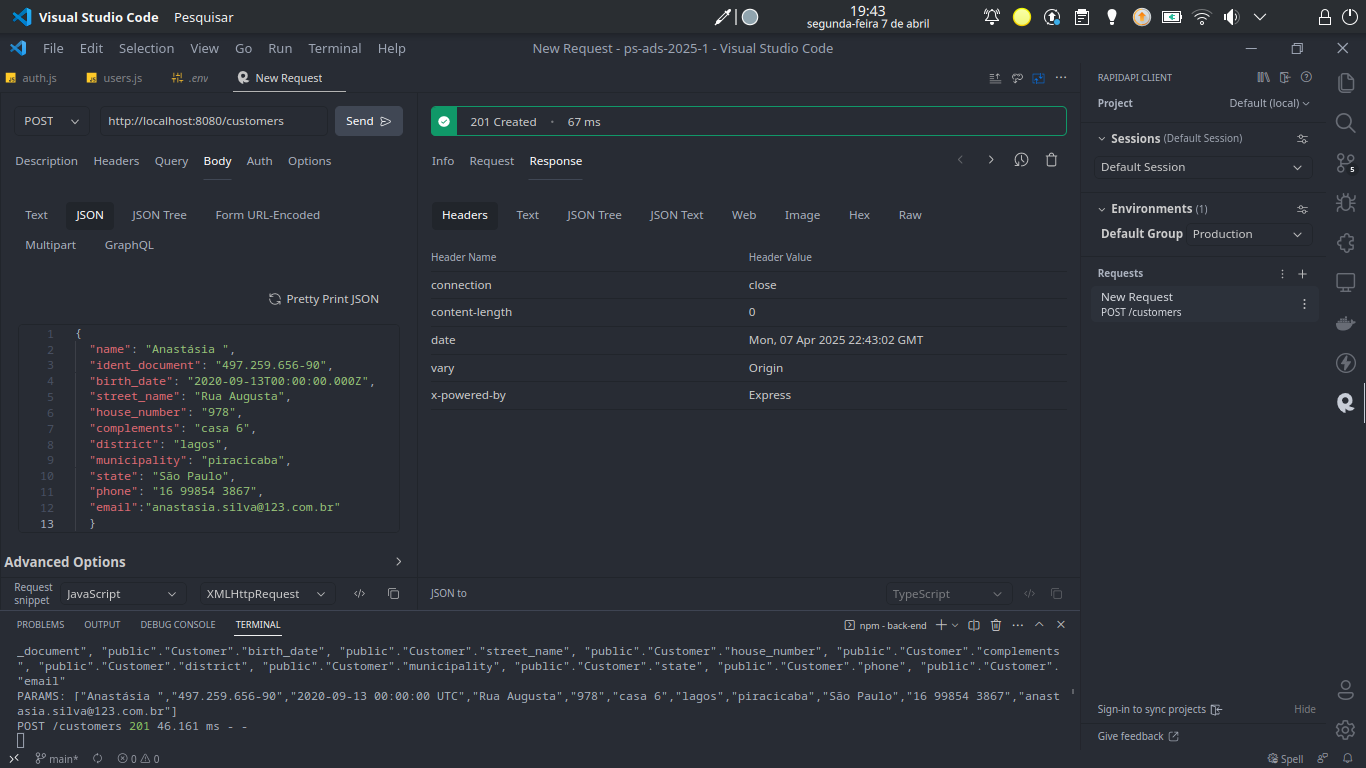 Visual Studio Code Pesquisar
19:43
segunda-feira 7 de abril
File Edit Selection View Go Run Terminal Help
New Request - ps-ads-2025-1 - Visual Studio Code
auth.js users.js .env New Request
POST http://localhost:8080/customers Send
Description Headers Query Body Auth Options
Text JSON JSON Tree Form URL-Encoded
Multipart GraphQL
Pretty Print JSON
1 {
2 "name": "Anastásia ",
3 "ident_document": "497.259.656-90",
4 "birth_date": "2020-09-13T00:00:00.000Z",
5 "street_name": "Rua Augusta",
6 "house_number": "978",
7 "complements": "casa 6",
8 "district": "lagos",
9 "municipality": "piracicaba",
10 "state": "São Paulo",
11 "phone": "16 99854 3867",
12 "email":"anastasia.silva@123.com.br"
13 }
Advanced Options
Request snippet JavaScript XMLHttpRequest
201 Created · 67 ms
Info Request Response
Headers Text JSON Tree JSON Text Web Image Hex Raw
Header Name Header Value
connection close
content-length 0
date Mon, 07 Apr 2025 22:43:02 GMT
vary Origin
x-powered-by Express
JSON to TypeScript
PROBLEMS OUTPUT DEBUG CONSOLE TERMINAL
npm - back-end
_document", "public"."Customer"."birth_date", "public"."Customer"."street_name", "public"."Customer"."house_number", "public"."Customer"."complements
", "public"."Customer"."district", "public"."Customer"."municipality", "public"."Customer"."state", "public"."Customer"."phone", "public"."Customer".
"email"
PARAMS: ["Anastásia ","497.259.656-90","2020-09-13 00:00:00 UTC","Rua Augusta","978","casa 6","lagos","piracicaba","São Paulo","16 99854 3867","anast
asia.silva@123.com.br"]
POST /customers 201 46.161 ms - -
RAPIDAPI CLIENT
Project Default (local)
Sessions (Default Session)
Default Session
Environments (1)
Default Group Production
Requests
New Request
POST /customers
5
Sign-in to sync projects Hide
Give feedback
main* 0 0 Spell